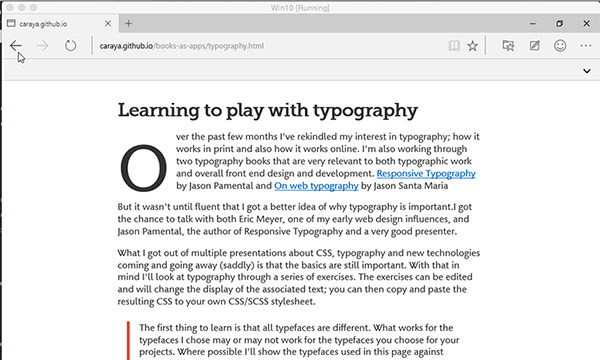 Win10 [Running]
caraya.github.io
caraya.github.io/books-as-apps/typography.html
Learning to play with typography
Over the past few months I've rekindled my interest in typography; how it
works in print and also how it works online. I'm also working through
two typography books that are very relevant to both typographic work
and overall front end design and development. Responsive Typography
by Jason Pamental and On web typography by Jason Santa Maria
But it wasn't until fluent that I got a better idea of why typography is important.I got
the chance to talk with both Eric Meyer, one of my early web design influences, and
Jason Pamental, the author of Responsive Typography and a very good presenter.
What I got out of multiple presentations about CSS, typography and new technologies
coming and going away (saddly) is that the basics are still important. With that in
mind I'll look at typography through a series of exercises. The exercises can be edited
and will change the display of the associated text; you can then copy and paste the
resulting CSS to your own CSS/SCSS stylesheet.
The first thing to learn is that all typefaces are different. What works for the
typefaces I chose may or may not work for the typefaces you choose for your
projects. Where possible I'll show the typefaces used in this page against